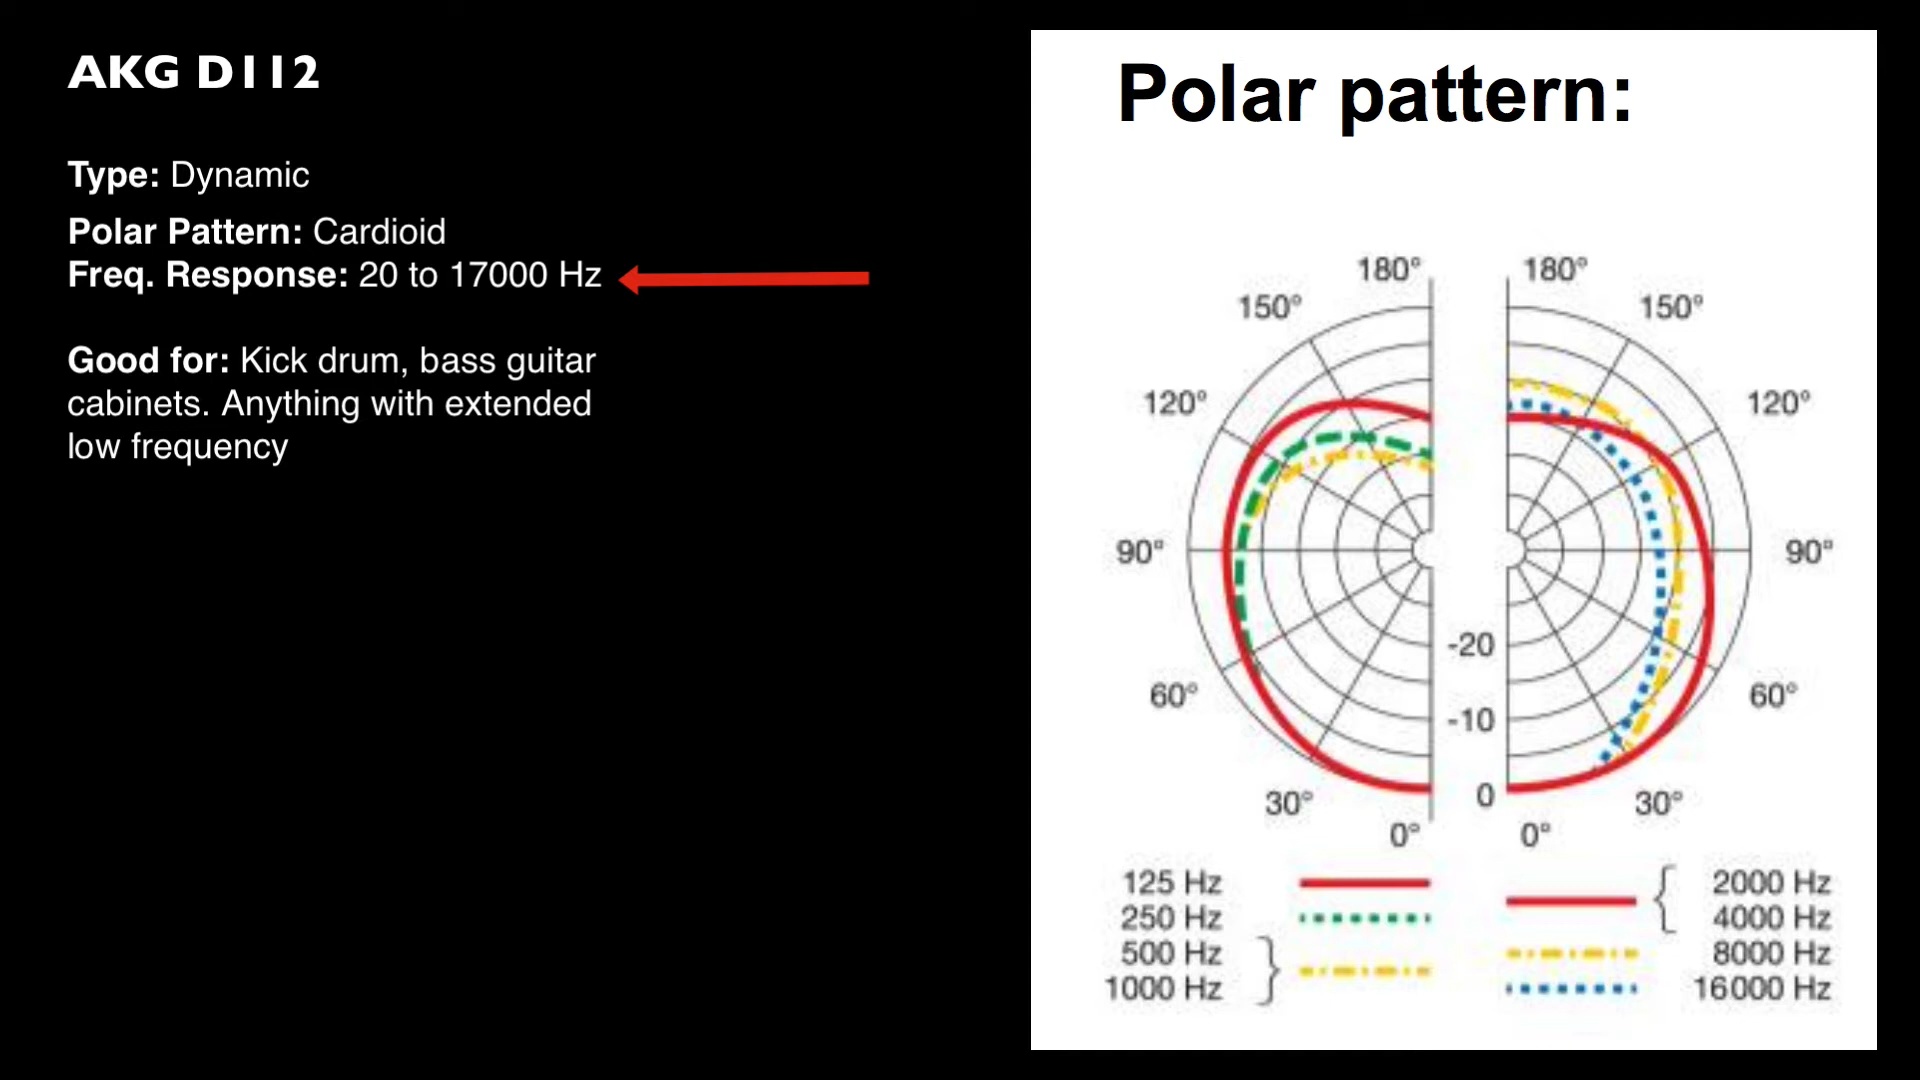 AKG D112
Type: Dynamic
Polar Pattern: Cardioid
Freq. Response: 20 to 17000 Hz
Good for: Kick drum, bass guitar
cabinets. Anything with extended
low frequency
Polar pattern:
180° 180°
150° 150°
120° 120°
90° 90°
-20
60° 60°
-10
0
30° 30°
0° 0°
125 Hz 2000 Hz
250 Hz 4000 Hz
500 Hz 8000 Hz
1000 Hz 16000 Hz